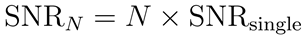 SNR_N = N × SNR_single